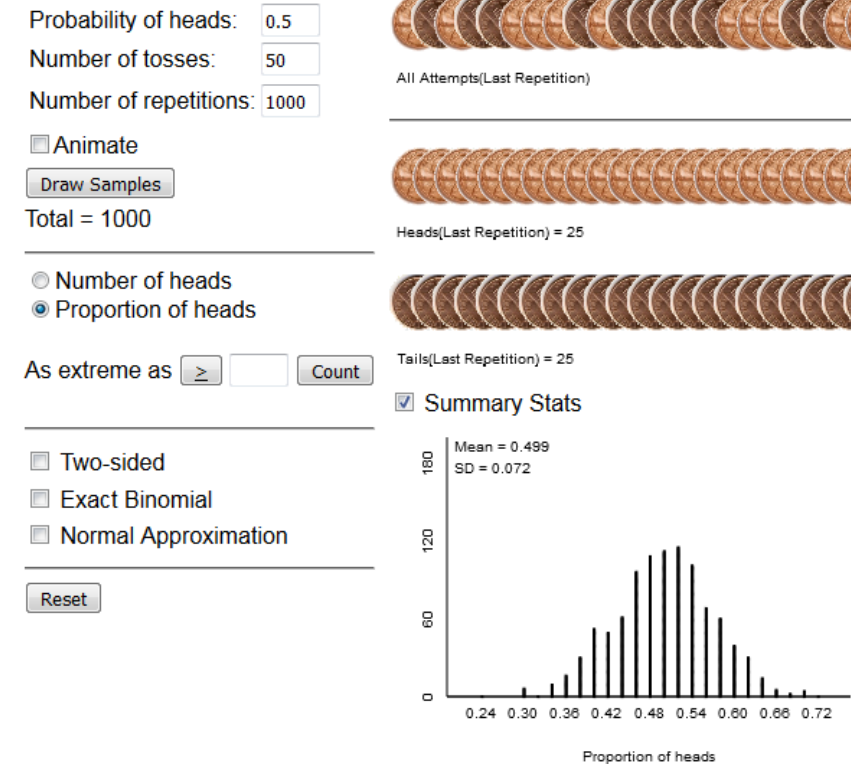 Probability of heads: 0.5
Number of tosses: 50
Number of repetitions: 1000
Animate
Draw Samples
Total = 1000
Number of heads
Proportion of heads
As extreme as ≥ Count
Two-sided
Exact Binomial
Normal Approximation
Reset
All Attempts(Last Repetition)
Heads(Last Repetition) = 25
Tails(Last Repetition) = 25
Summary Stats
Mean = 0.499
SD = 0.072
180
120
60
0
0.24 0.30 0.36 0.42 0.48 0.54 0.60 0.66 0.72
Proportion of heads